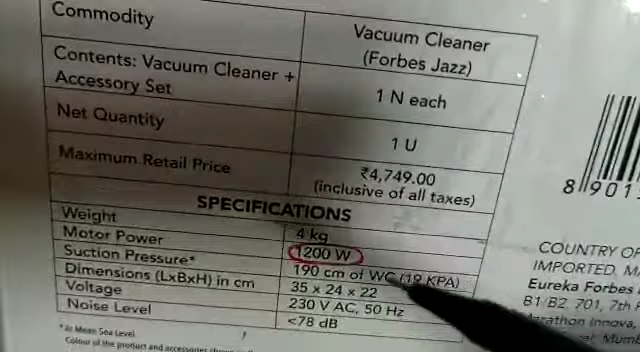 Commodity
Vacuum Cleaner
(Forbes Jazz)
Contents: Vacuum Cleaner +
Accessory Set
1 N each
Net Quantity
1 U
Maximum Retail Price
₹4,749.00
(inclusive of all taxes)
SPECIFICATIONS
Weight
4 kg
Motor Power
1200 W
Suction Pressure*
190 cm of WC (19 KPA)
Dimensions (LxBxH) in cm
35 x 24 x 22
Voltage
230 V AC, 50 Hz
Noise Level
<78 dB
* At Mean Sea Level
Colour of the product and accessories
8 901
COUNTRY OF
IMPORTED, M
Eureka Forbes
B1/B2, 701, 7th
Marathon Innova,